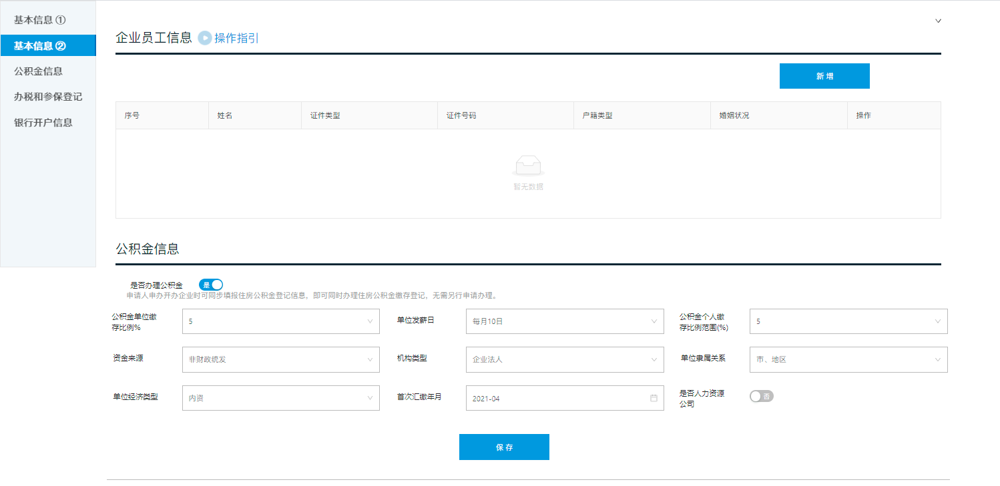 基本信息 ①
基本信息 ②
公积金信息
办税和参保登记
银行开户信息
企业员工信息 操作指引
新增
序号 姓名 证件类型 证件号码 户籍类型 婚姻状况 操作
暂无数据
公积金信息
是否办理公积金 是
申请人申办开办企业时可同步填报住房公积金登记信息，即可同时办理住房公积金缴存登记，无需另行申请办理。
公积金单位缴
存比例%
5
单位发薪日
每月10日
公积金个人缴
存比例范围(%)
5
资金来源
非财政统发
机构类型
企业法人
单位隶属关系
市、地区
单位经济类型
内资
首次汇缴年月
2021-04
是否人力资源
公司
否
保存